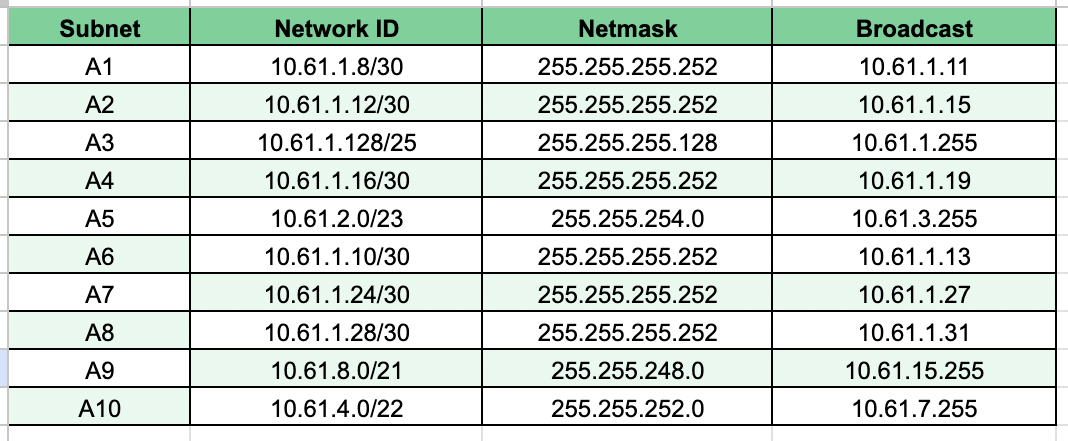 Subnet Network ID Netmask Broadcast
A1 10.61.1.8/30 255.255.255.252 10.61.1.11
A2 10.61.1.12/30 255.255.255.252 10.61.1.15
A3 10.61.1.128/25 255.255.255.128 10.61.1.255
A4 10.61.1.16/30 255.255.255.252 10.61.1.19
A5 10.61.2.0/23 255.255.254.0 10.61.3.255
A6 10.61.1.10/30 255.255.255.252 10.61.1.13
A7 10.61.1.24/30 255.255.255.252 10.61.1.27
A8 10.61.1.28/30 255.255.255.252 10.61.1.31
A9 10.61.8.0/21 255.255.248.0 10.61.15.255
A10 10.61.4.0/22 255.255.252.0 10.61.7.255